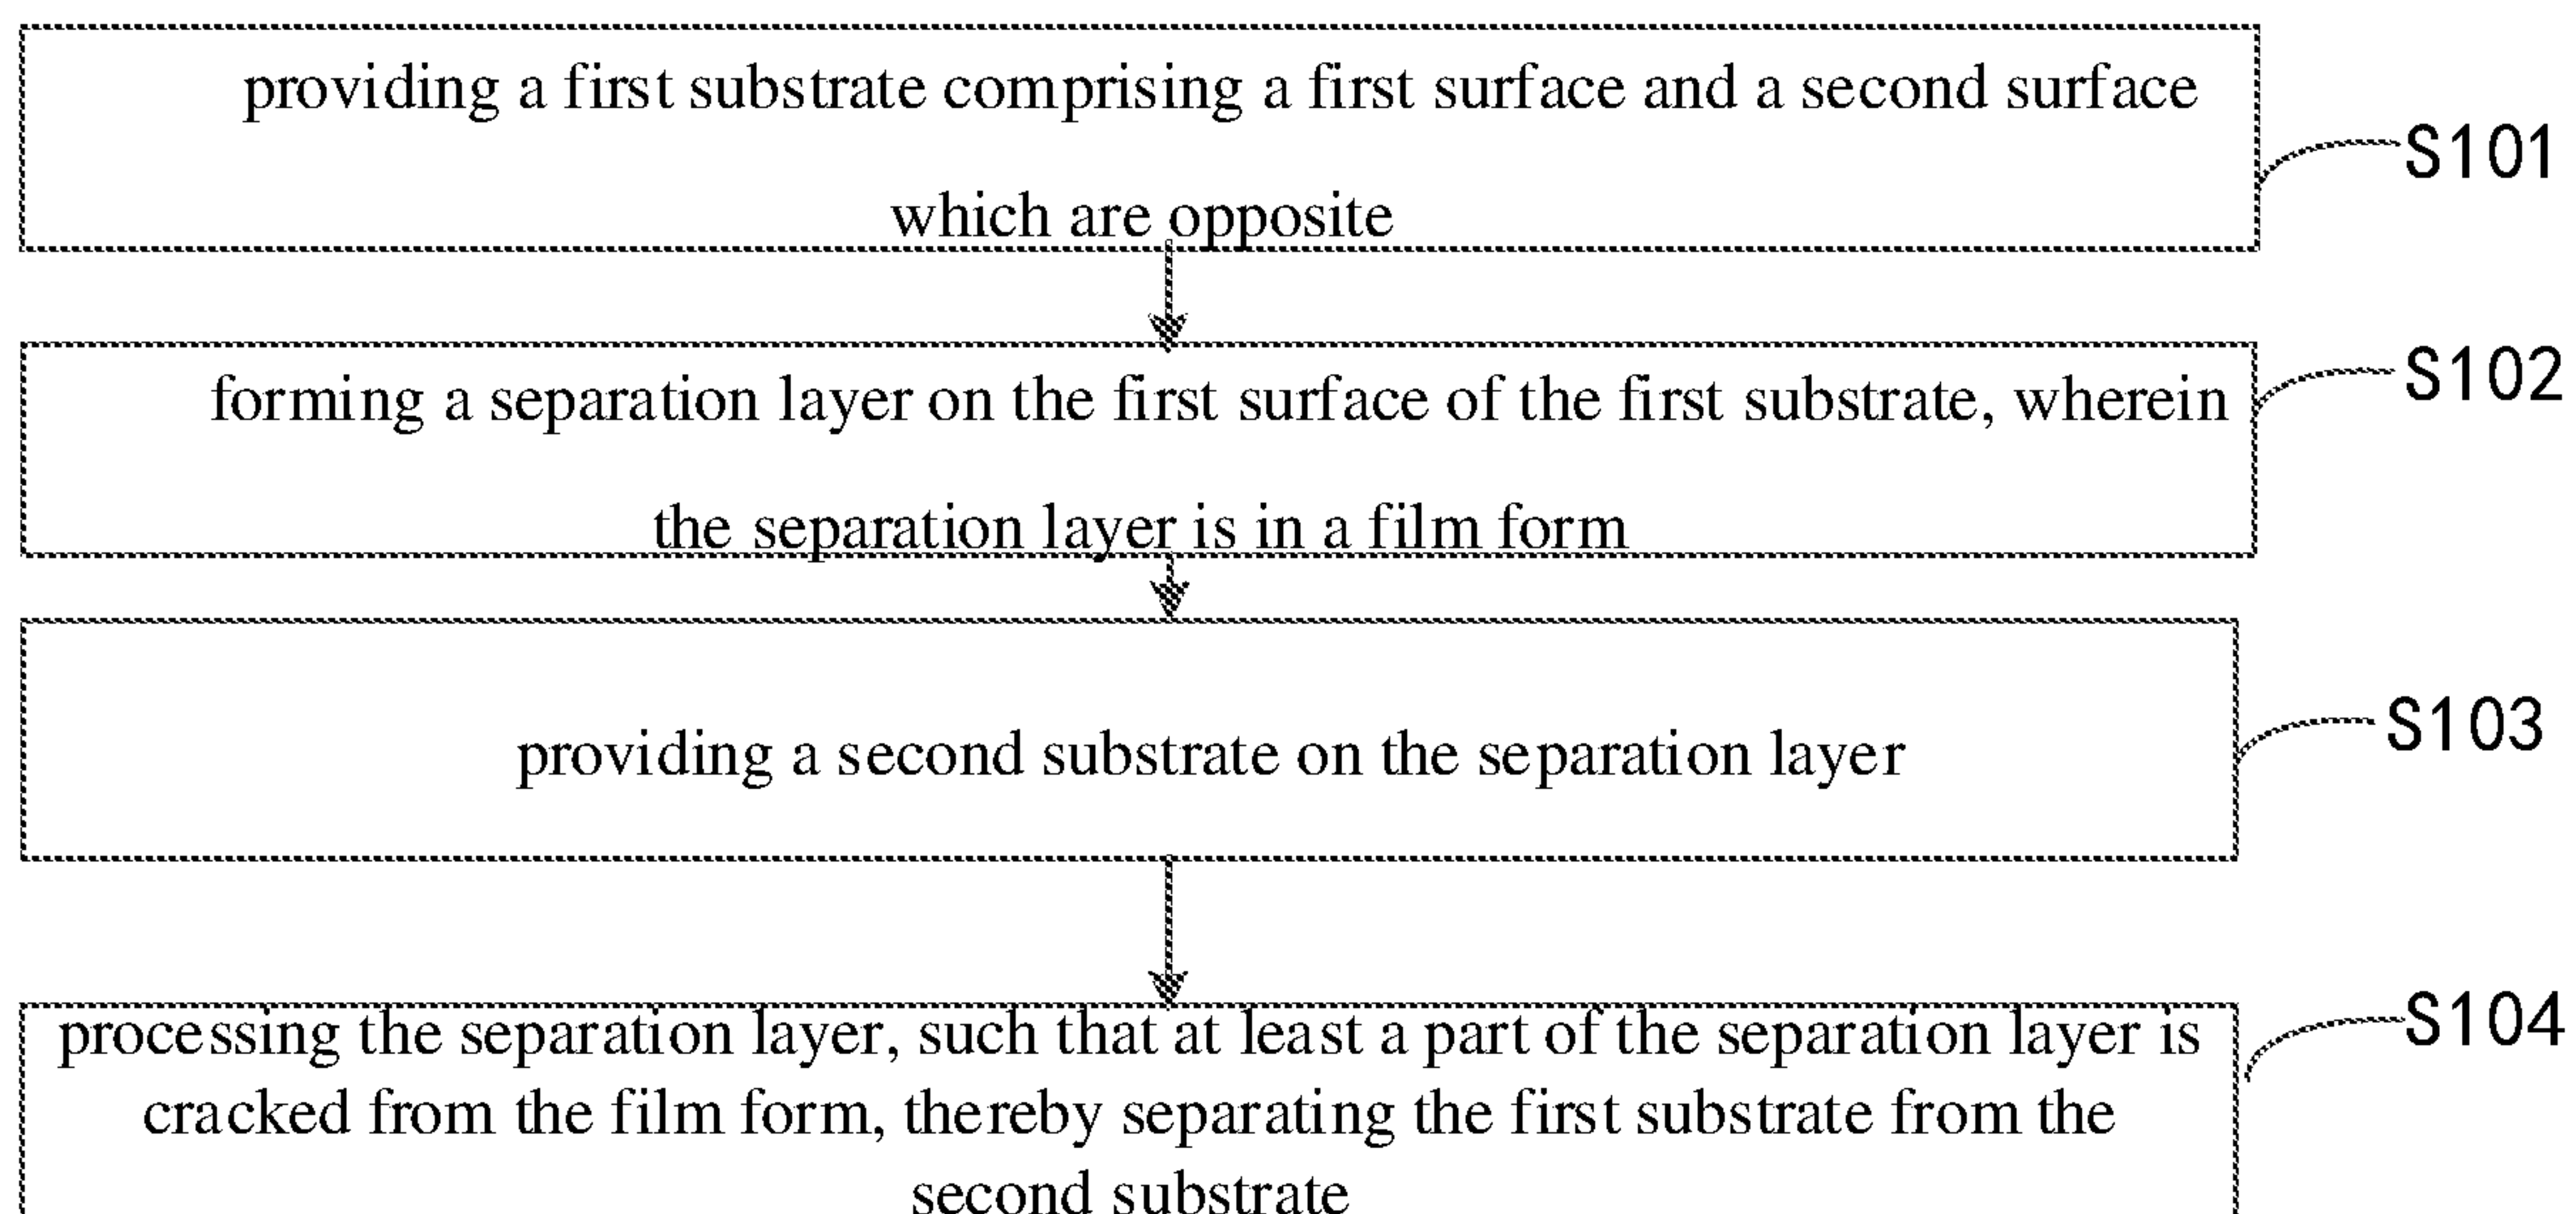 providing a first substrate comprising a first surface and a second surface
which are opposite
S101
forming a separation layer on the first surface of the first substrate, wherein
the separation layer is in a film form
S102
providing a second substrate on the separation layer
S103
processing the separation layer, such that at least a part of the separation layer is
cracked from the film form, thereby separating the first substrate from the
second substrate
S104